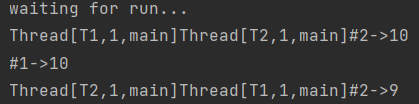 waiting for run...
Thread[T1,1,main]Thread[T2,1,main]#2->10
#1->10
Thread[T2,1,main]Thread[T1,1,main]#2->9